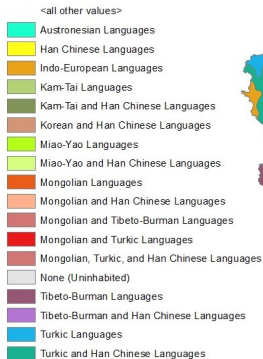 <all other values>
Austronesian Languages
Han Chinese Languages
Indo-European Languages
Kam-Tai Languages
Kam-Tai and Han Chinese Languages
Korean and Han Chinese Languages
Miao-Yao Languages
Miao-Yao and Han Chinese Languages
Mongolian Languages
Mongolian and Han Chinese Languages
Mongolian and Tibeto-Burman Languages
Mongolian and Turkic Languages
Mongolian, Turkic, and Han Chinese Languages
None (Uninhabited)
Tibeto-Burman Languages
Tibeto-Burman and Han Chinese Languages
Turkic Languages
Turkic and Han Chinese Languages